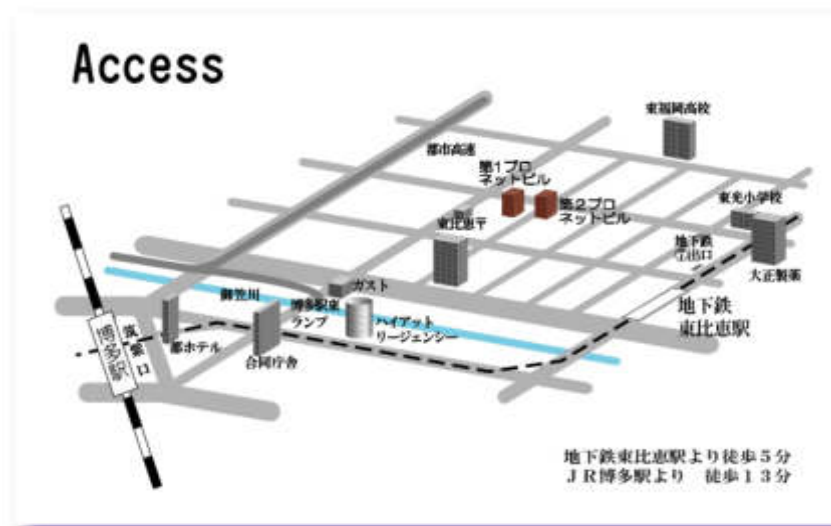 Access
東福岡高校
都市高速
第1プロ
ネットビル
第2プロ
ネットビル
東光小学校
東比恵〒
地下鉄
出口
大正製薬
ガスト
御笠川
博多駅東
ランプ
ハイアット
リージェンシー
地下鉄
東比恵駅
博多駅
筑紫口
都ホテル
合同庁舎
地下鉄東比恵駅より徒歩5分
JR博多駅より 徒歩13分